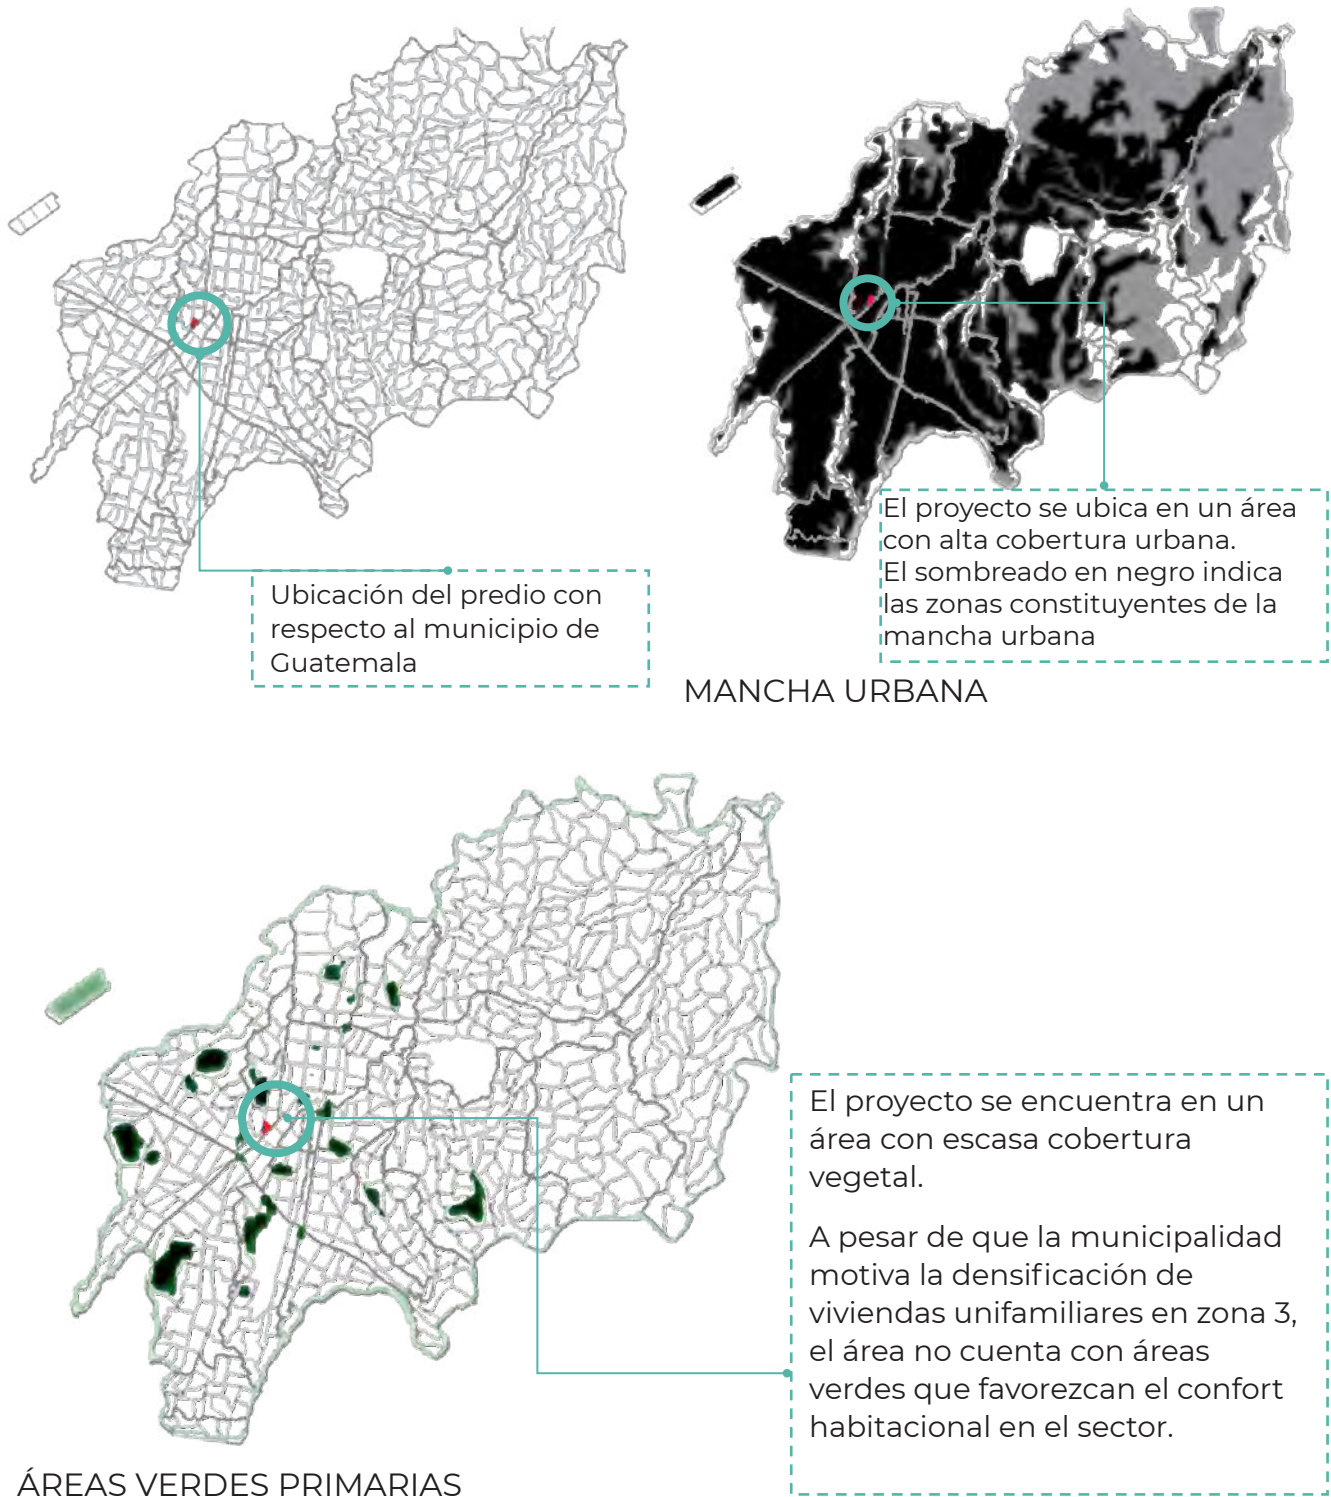 Ubicación del predio con
respecto al municipio de
Guatemala
El proyecto se ubica en un área
con alta cobertura urbana.
El sombreado en negro indica
las zonas constituyentes de la
mancha urbana
MANCHA URBANA
El proyecto se encuentra en un
área con escasa cobertura
vegetal.
A pesar de que la municipalidad
motiva la densificación de
viviendas unifamiliares en zona 3,
el área no cuenta con áreas
verdes que favorezcan el confort
habitacional en el sector.
ÁREAS VERDES PRIMARIAS